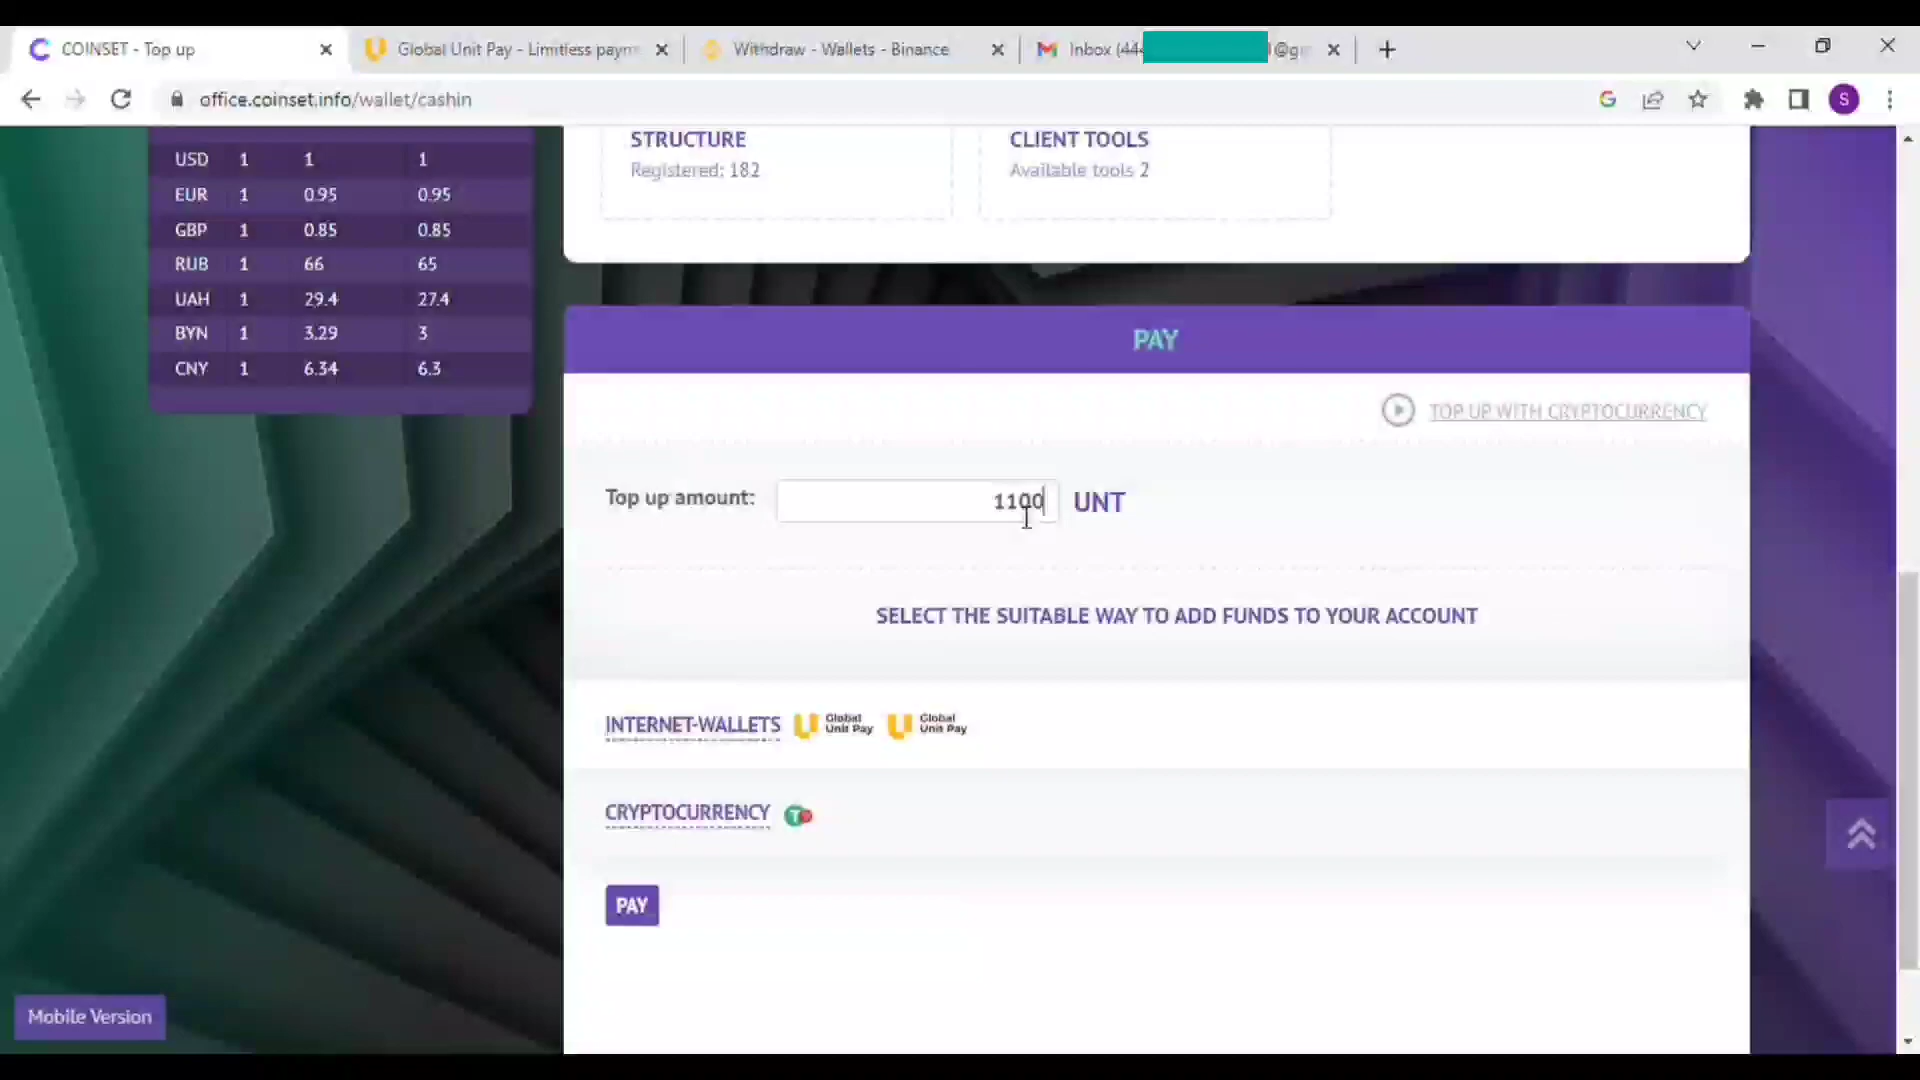 COINSET - Top up
Global Unit Pay - Limitless paym
Withdraw - Wallets - Binance
Inbox (44 @g
office.coinset.info/wallet/cashin
G
S
USD 1 1 1
EUR 1 0.95 0.95
GBP 1 0.85 0.85
RUB 1 66 65
UAH 1 29.4 27.4
BYN 1 3.29 3
CNY 1 6.34 6.3
STRUCTURE
Registered: 182
CLIENT TOOLS
Available tools 2
PAY
TOP UP WITH CRYPTOCURRENCY
Top up amount: 1100 UNT
SELECT THE SUITABLE WAY TO ADD FUNDS TO YOUR ACCOUNT
INTERNET-WALLETS Global Unit Pay Global Unit Pay
CRYPTOCURRENCY
PAY
Mobile Version